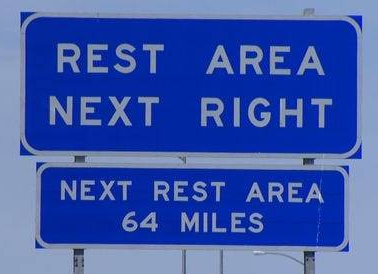 REST AREA
NEXT RIGHT
NEXT REST AREA
64 MILES